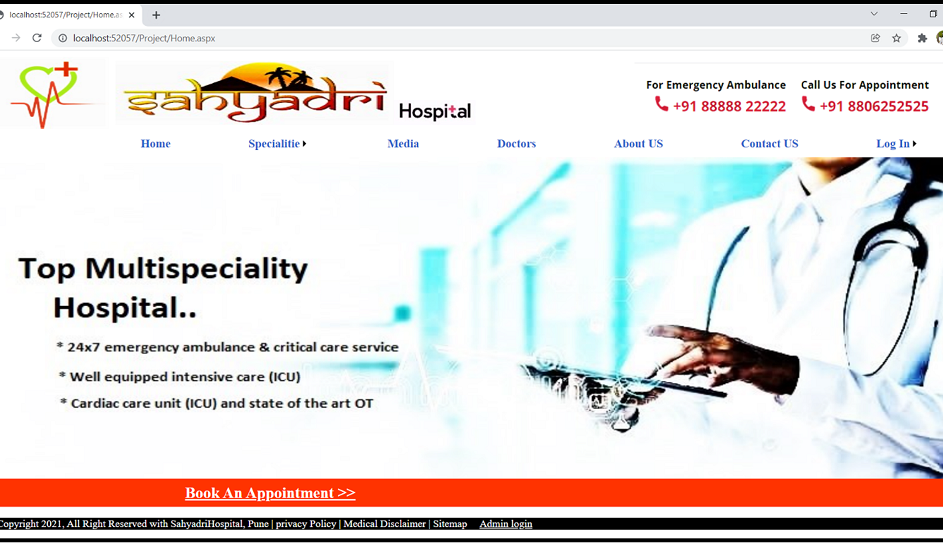 localhost:52057/Project/Home.as
localhost:52057/Project/Home.aspx
sahyadri
Hospital
For Emergency Ambulance
+91 88888 22222
Call Us For Appointment
+91 8806252525
Home Specialitie Media Doctors About US Contact US Log In
Top Multispeciality
Hospital..
* 24x7 emergency ambulance & critical care service
* Well equipped intensive care (ICU)
* Cardiac care unit (ICU) and state of the art OT
Book An Appointment >>
Copyright 2021, All Right Reserved with SahyadriHospital, Pune | privacy Policy | Medical Disclaimer | Sitemap Admin login